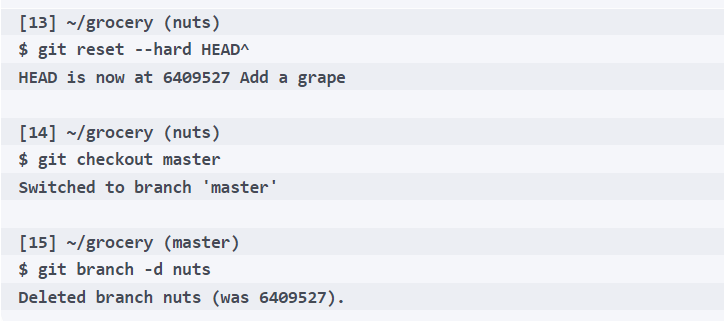 [13] ~/grocery (nuts)
$ git reset --hard HEAD^
HEAD is now at 6409527 Add a grape
[14] ~/grocery (nuts)
$ git checkout master
Switched to branch 'master'
[15] ~/grocery (master)
$ git branch -d nuts
Deleted branch nuts (was 6409527).